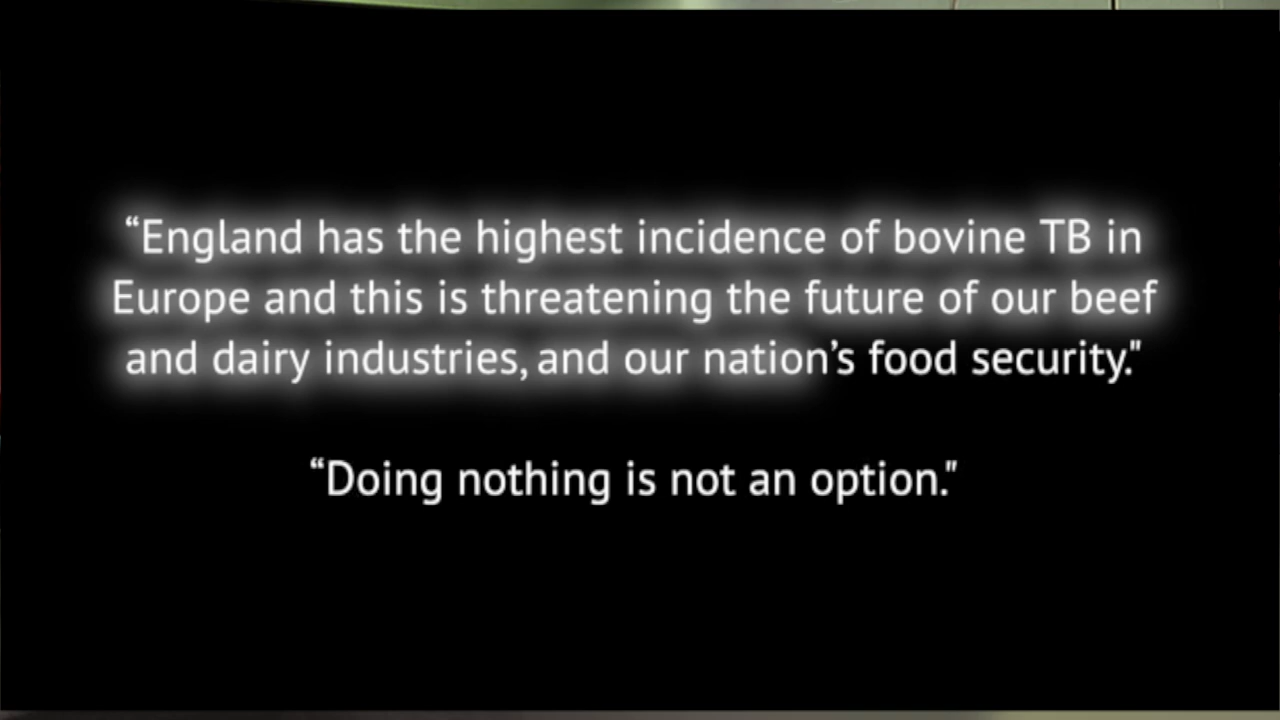 “England has the highest incidence of bovine TB in
Europe and this is threatening the future of our beef
and dairy industries, and our nation’s food security."
“Doing nothing is not an option."